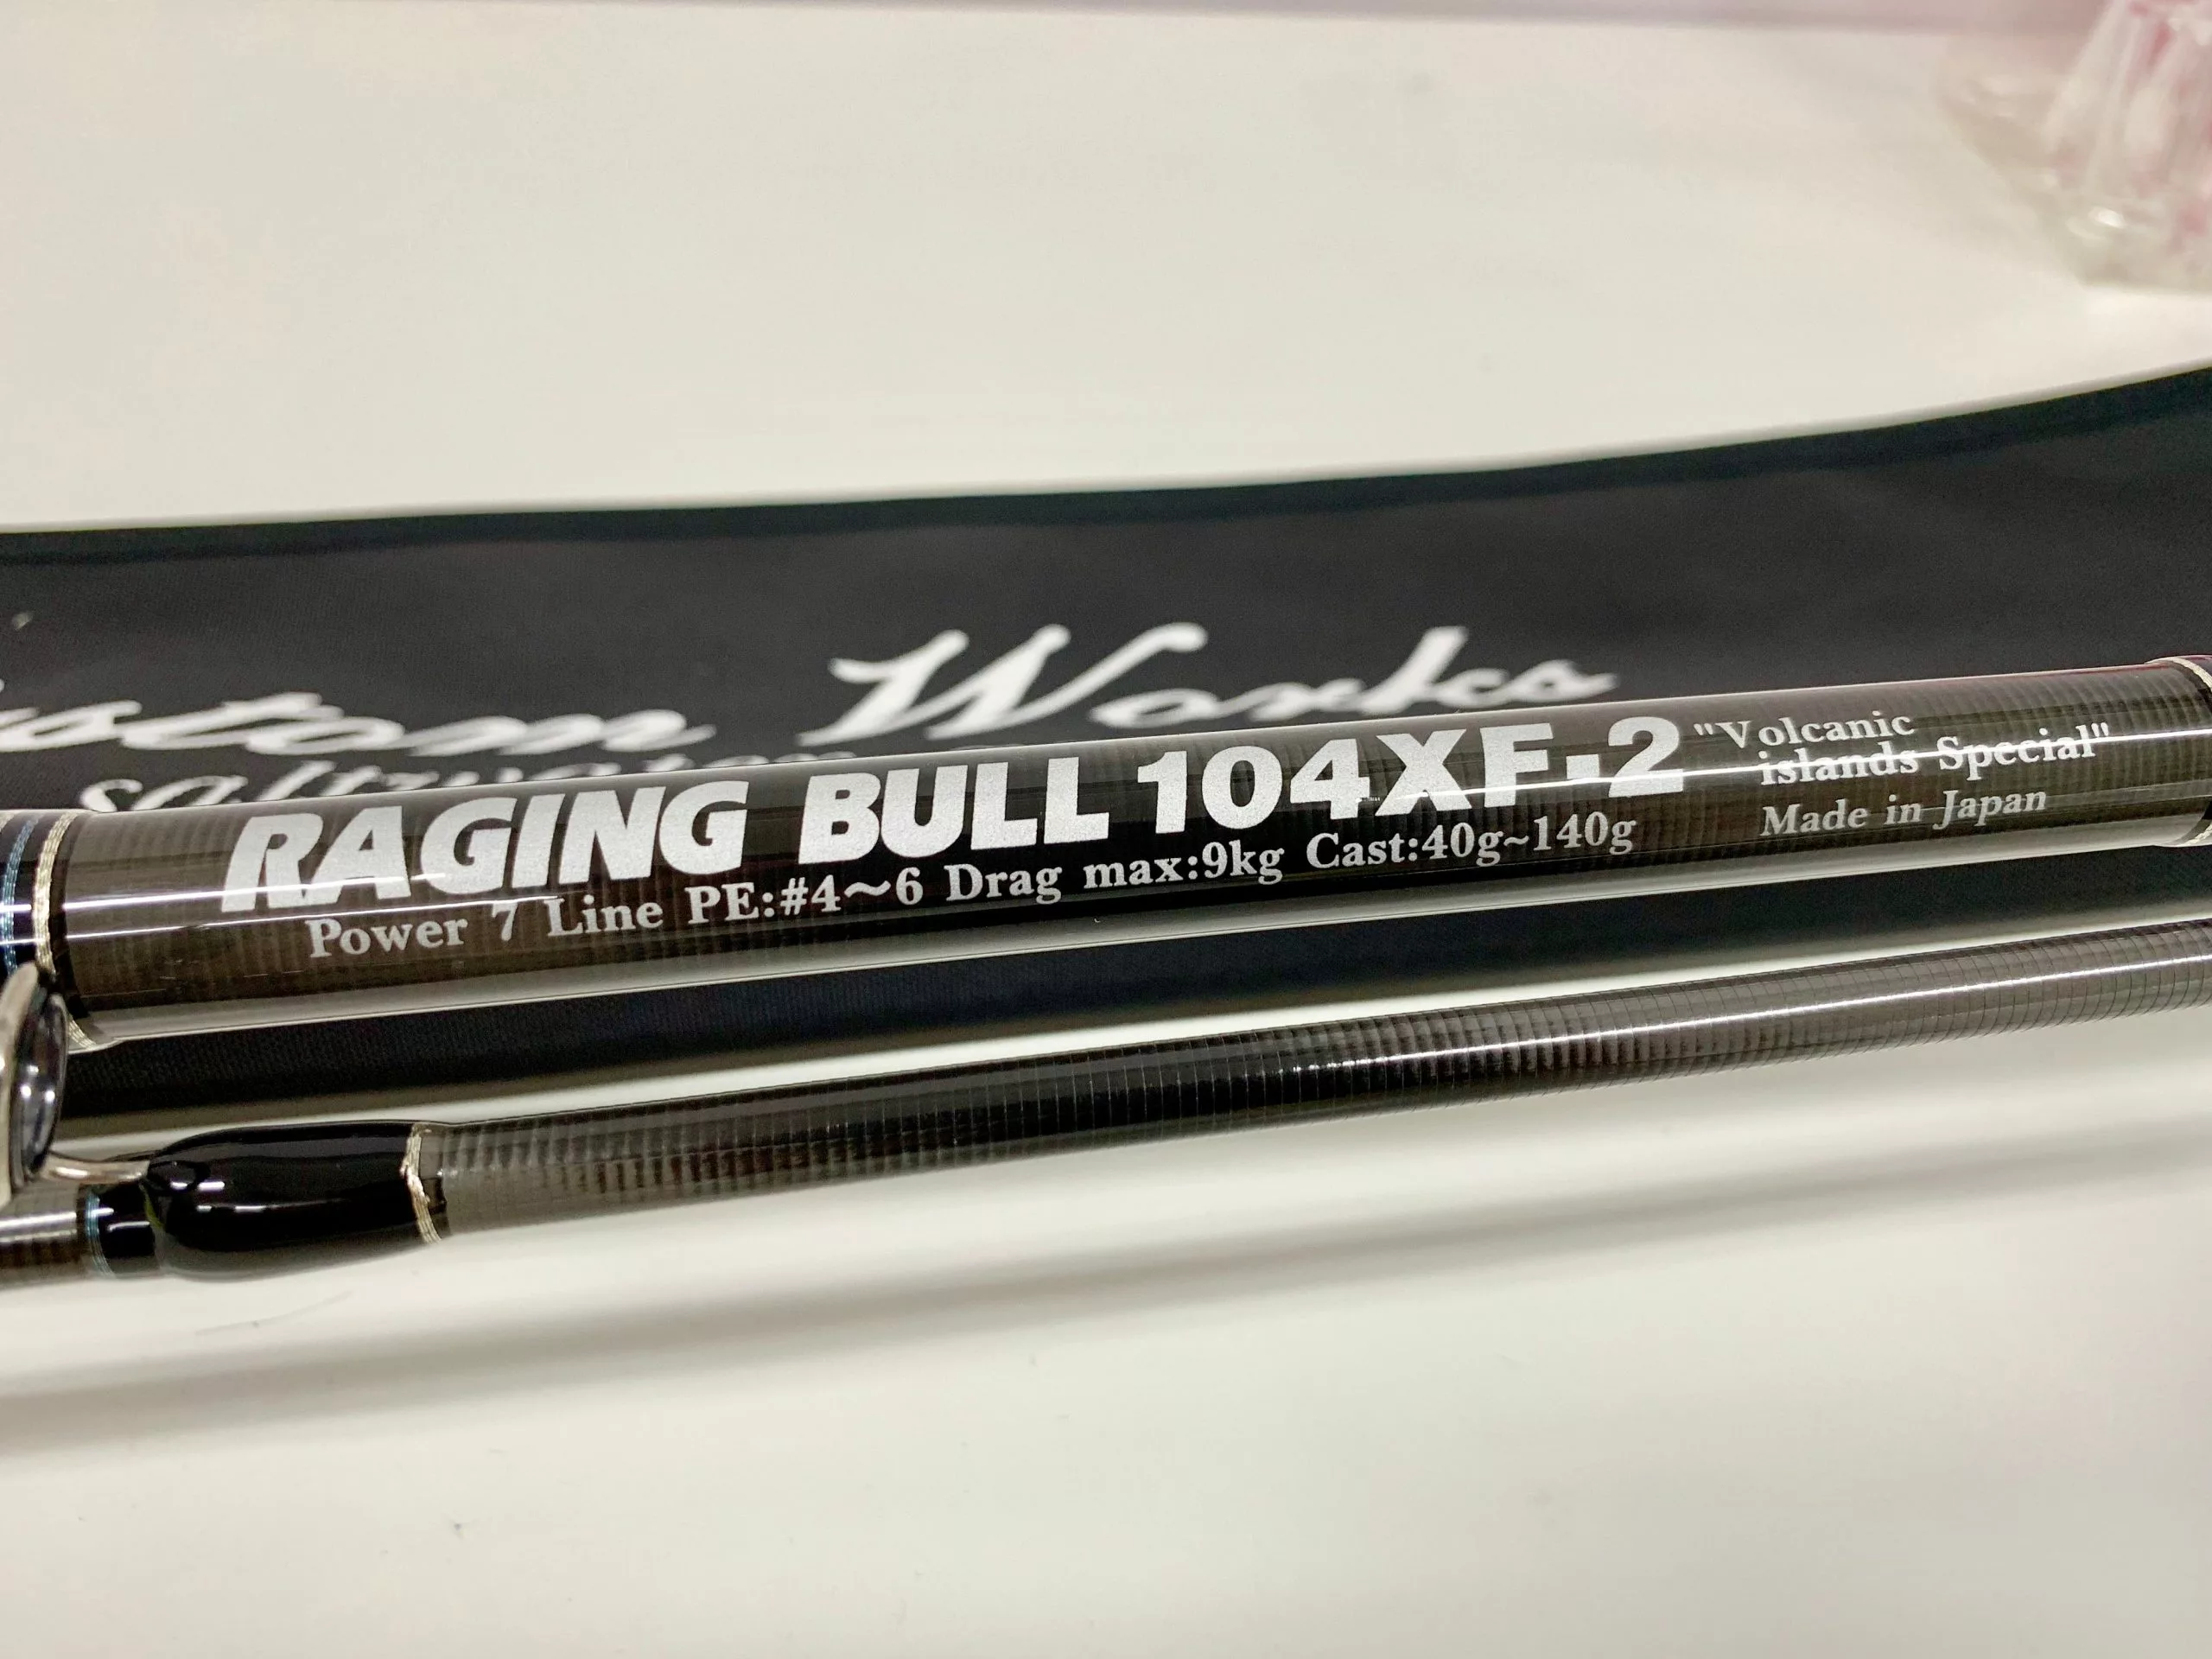 Works
RAGING BULL 104XF-2
"Volcanic
islands Special"
Power 7 Line PE:#4～6 Drag max:9kg Cast:40g~140g
Made in Japan